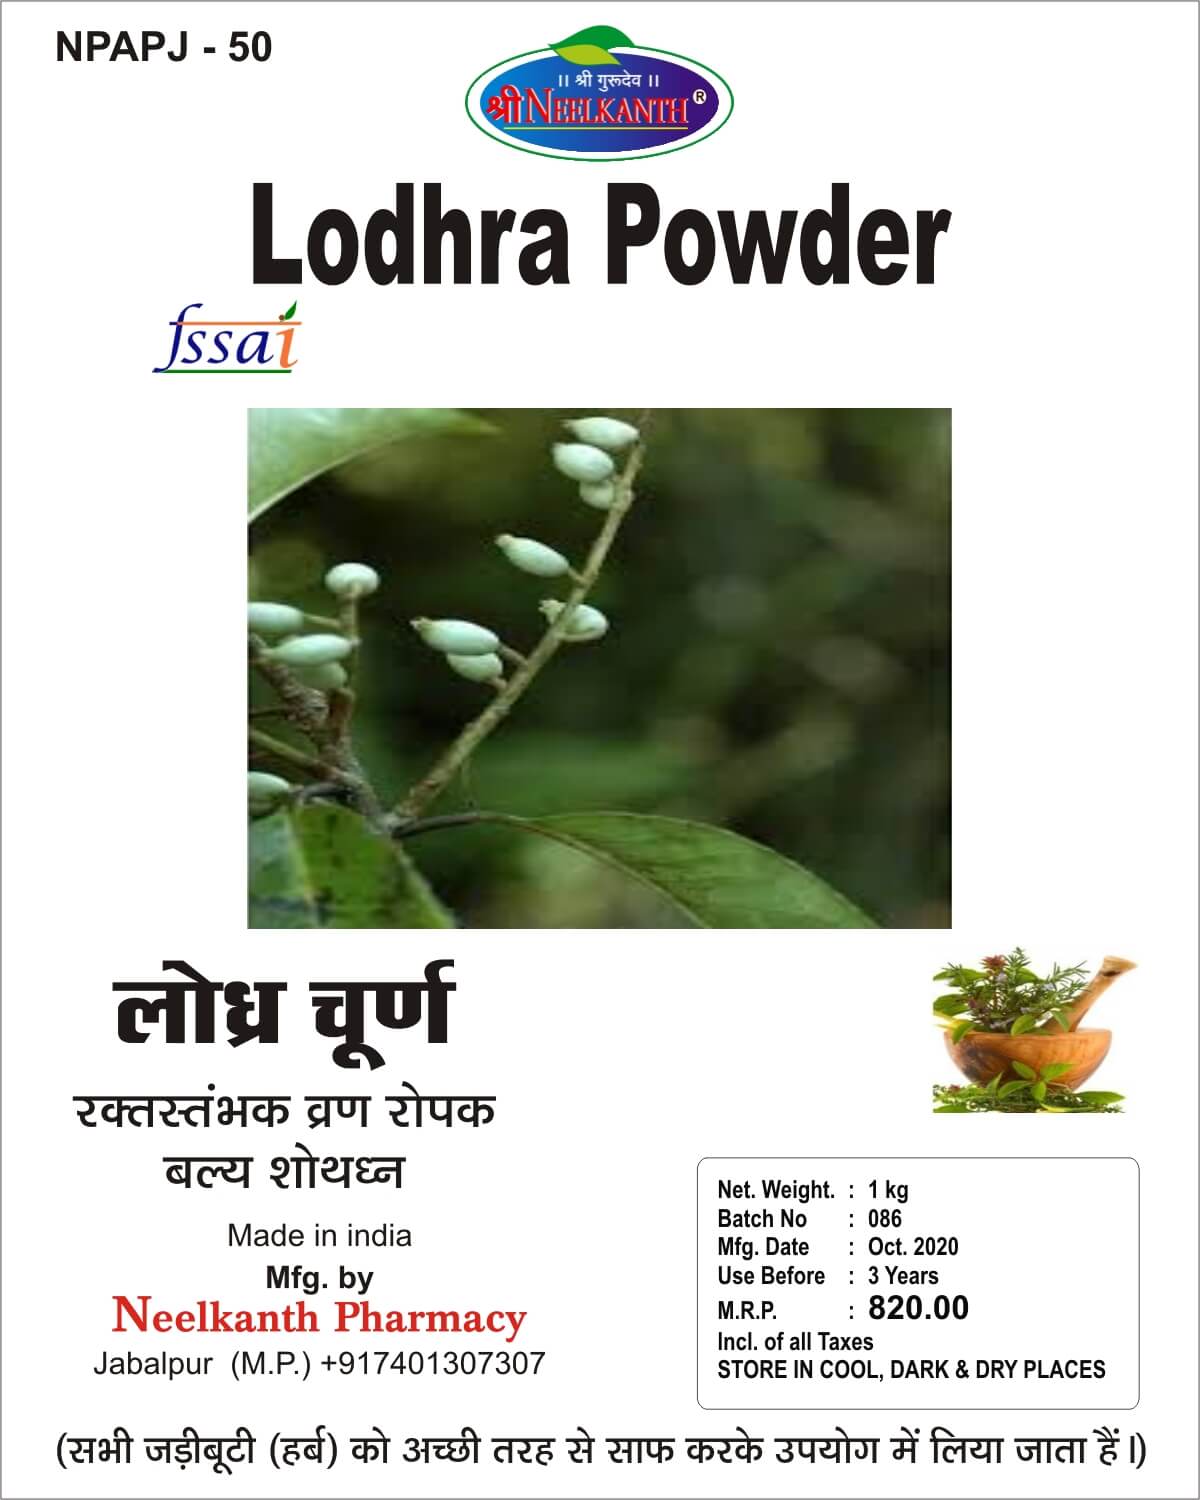 NPAPJ - 50
।। श्री गुरूदेव ।।
श्री NEELKANTH ®
Lodhra Powder
fssai
लोध्र चूर्ण
रक्तस्तंभक व्रण रोपक
बल्य शोथध्न
Made in india
Mfg. by
Neelkanth Pharmacy
Jabalpur (M.P.) +917401307307
Net. Weight. : 1 kg
Batch No : 086
Mfg. Date : Oct. 2020
Use Before : 3 Years
M.R.P. : 820.00
Incl. of all Taxes
STORE IN COOL, DARK & DRY PLACES
(सभी जड़ीबूटी (हर्ब) को अच्छी तरह से साफ करके उपयोग में लिया जाता हैं।)